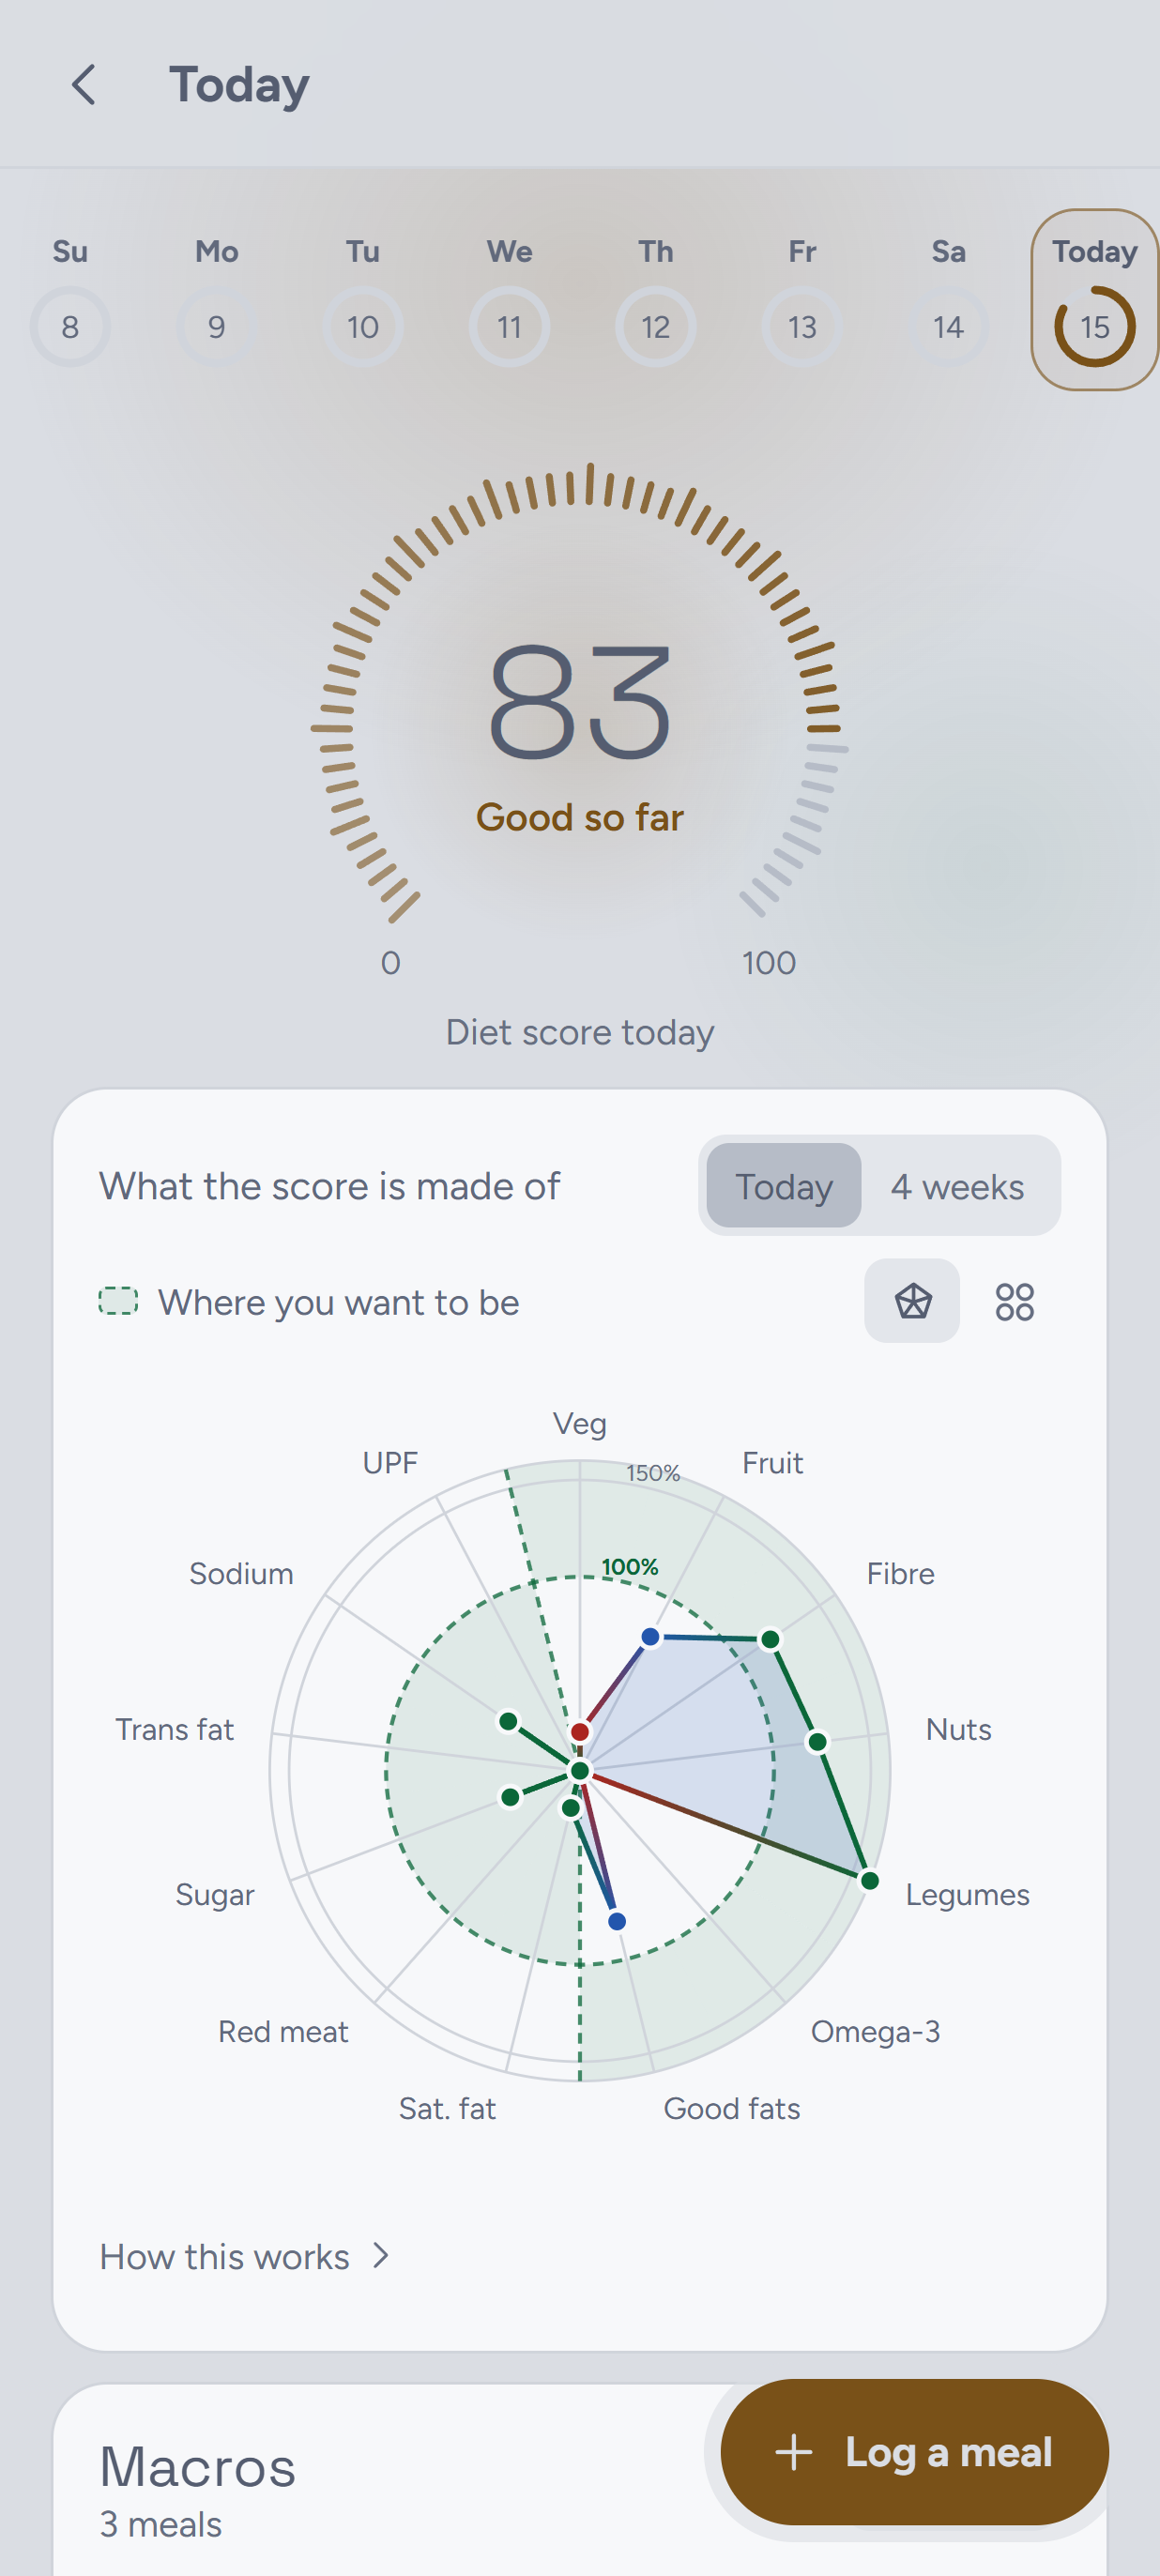 Today
Su Mo Tu We Th Fr Sa Today
8 9 10 11 12 13 14 15
83
Good so far
0 100
Diet score today
What the score is made of Today 4 weeks
Where you want to be
Veg
UPF 150% Fruit
Sodium 100% Fibre
Trans fat Nuts
Sugar Legumes
Red meat Omega-3
Sat. fat Good fats
How this works
Macros
3 meals
Log a meal